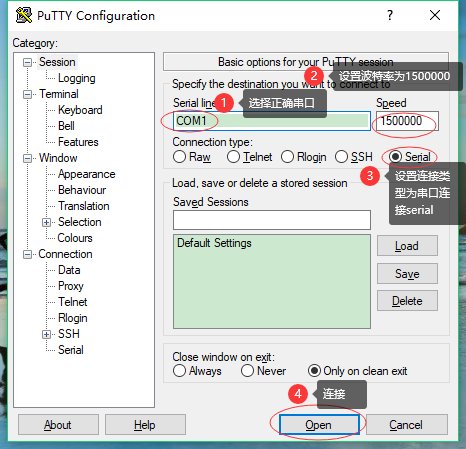 PuTTY Configuration
Category:
Session
Logging
Terminal
Keyboard
Bell
Features
Window
Appearance
Behaviour
Translation
Selection
Colours
Connection
Data
Proxy
Telnet
Rlogin
SSH
Serial
Basic options for your PuTTY session
Specify the destination you want to connect to
2 设置波特率为1500000
Serial line
1 选择正确串口
Speed
COM1
1500000
Connection type:
Raw Telnet Rlogin SSH Serial
3 设置连接类
型为串口连
接serial
Load, save or delete a stored session
Saved Sessions
Default Settings
Load
Save
Delete
Close window on exit:
Always Never Only on clean exit
4 连接
About Help Open Cancel